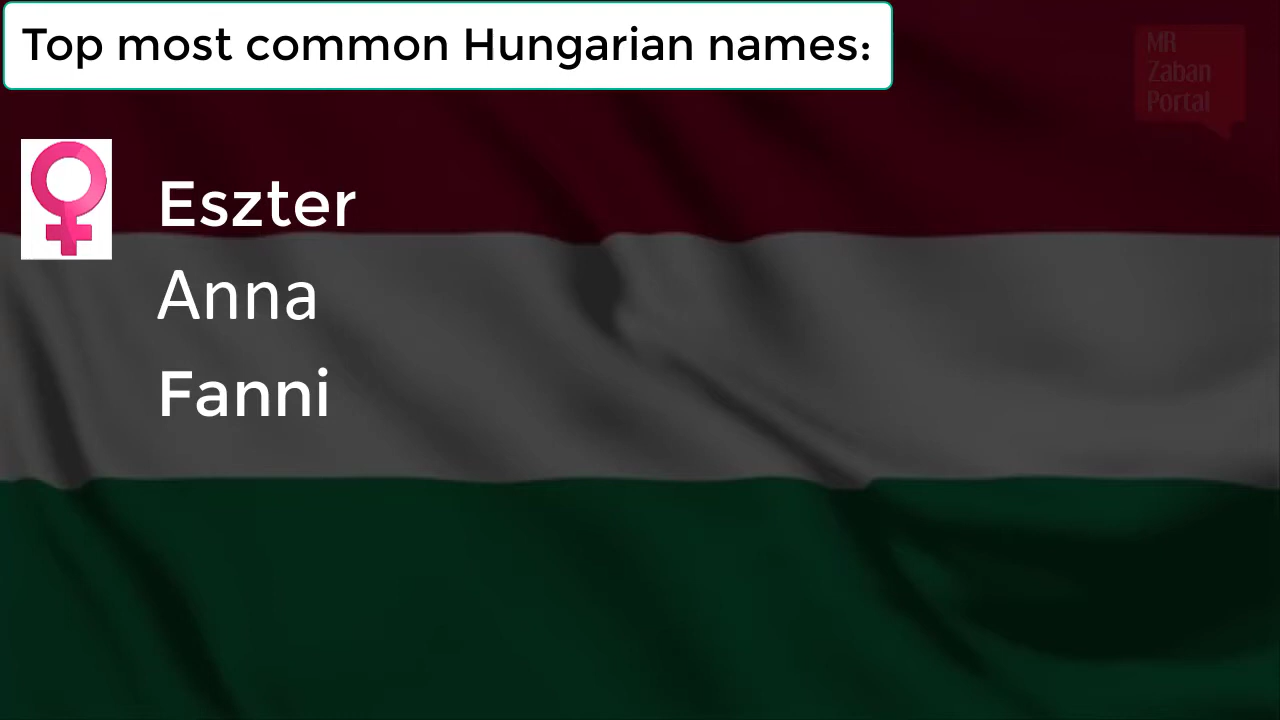 Top most common Hungarian names:
MR
Zaban
Portal
Eszter
Anna
Fanni